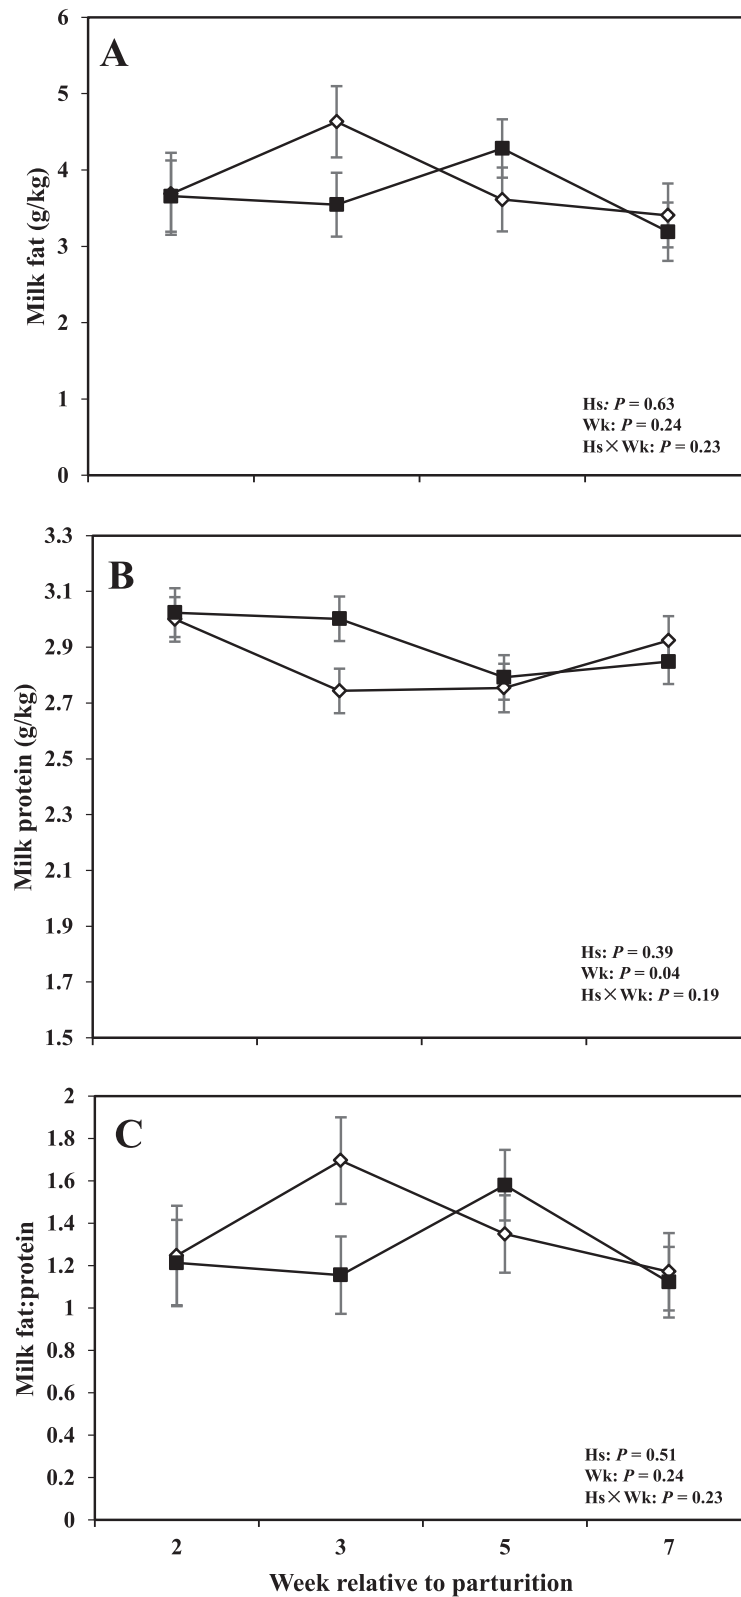 A
6
5
4
3
2
1
0
Milk fat (g/kg)
Hs: P = 0.63
Wk: P = 0.24
Hs×Wk: P = 0.23
B
3.3
3.1
2.9
2.7
2.5
2.3
2.1
1.9
1.7
1.5
Milk protein (g/kg)
Hs: P = 0.39
Wk: P = 0.04
Hs×Wk: P = 0.19
C
2
1.8
1.6
1.4
1.2
1
0.8
0.6
0.4
0.2
0
Milk fat:protein
Hs: P = 0.51
Wk: P = 0.24
Hs×Wk: P = 0.23
2 3 5 7
Week relative to parturition